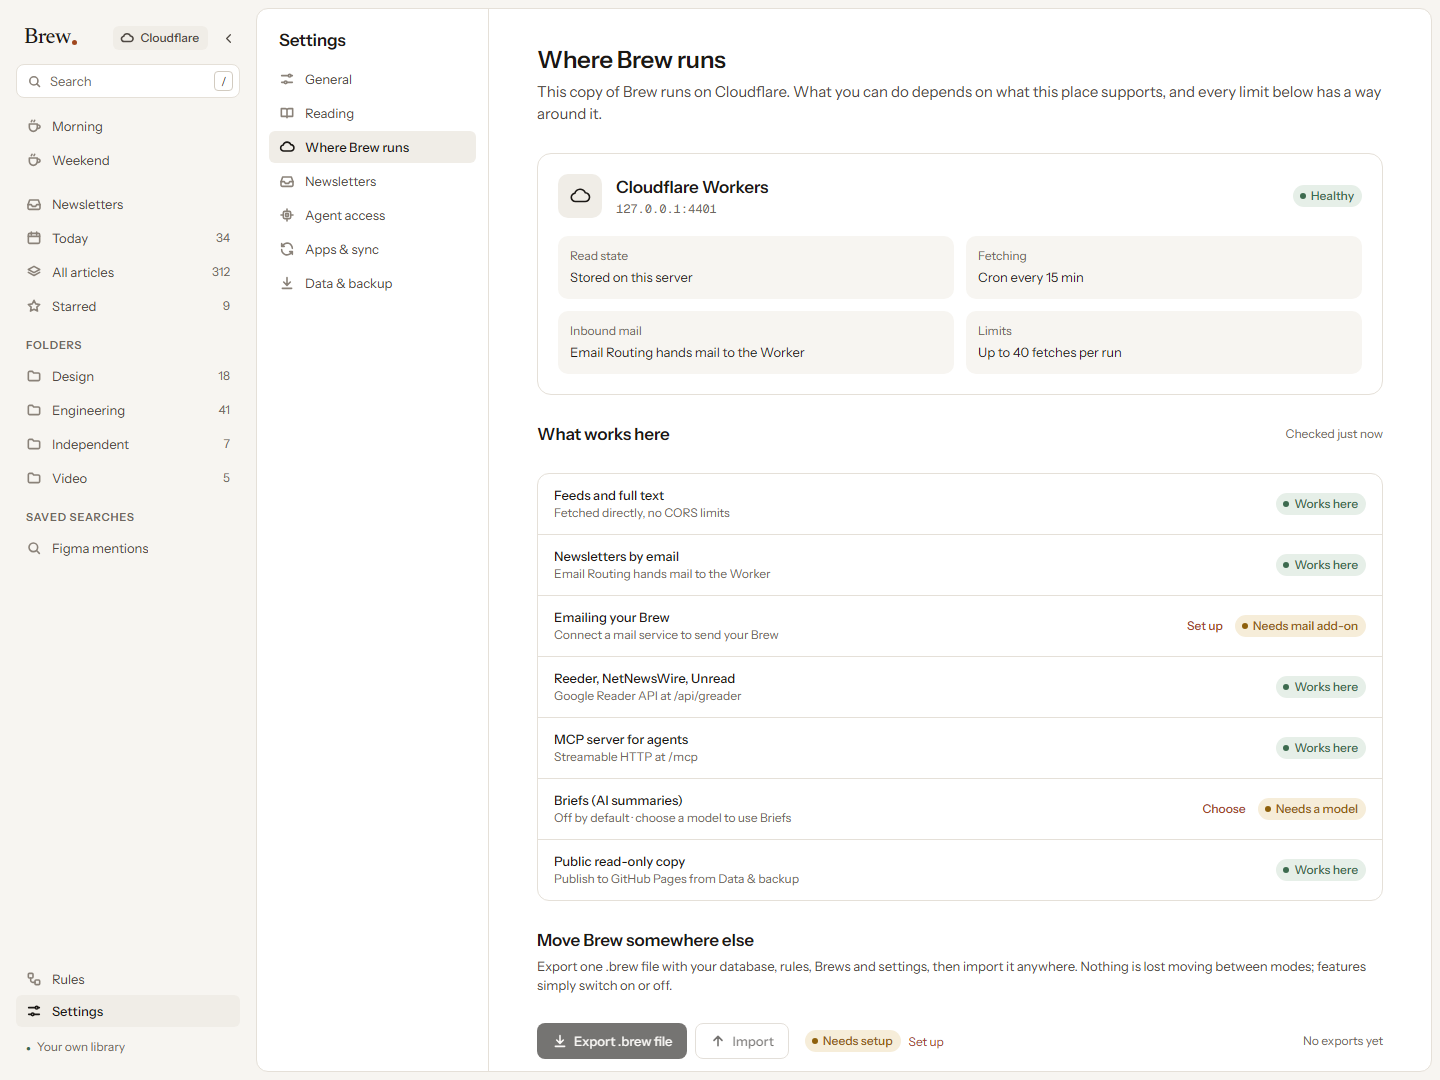 Brew.
Cloudflare
Search
/
Morning
Weekend
Newsletters
Today 34
All articles 312
Starred 9
FOLDERS
Design 18
Engineering 41
Independent 7
Video 5
SAVED SEARCHES
Figma mentions
Rules
Settings
Your own library
Settings
General
Reading
Where Brew runs
Newsletters
Agent access
Apps & sync
Data & backup
Where Brew runs
This copy of Brew runs on Cloudflare. What you can do depends on what this place supports, and every limit below has a way
around it.
Cloudflare Workers
127.0.0.1:4401
Healthy
Read state
Stored on this server
Fetching
Cron every 15 min
Inbound mail
Email Routing hands mail to the Worker
Limits
Up to 40 fetches per run
What works here
Checked just now
Feeds and full text
Fetched directly, no CORS limits
Works here
Newsletters by email
Email Routing hands mail to the Worker
Works here
Emailing your Brew
Connect a mail service to send your Brew
Set up
Needs mail add-on
Reeder, NetNewsWire, Unread
Google Reader API at /api/greader
Works here
MCP server for agents
Streamable HTTP at /mcp
Works here
Briefs (AI summaries)
Off by default · choose a model to use Briefs
Choose
Needs a model
Public read-only copy
Publish to GitHub Pages from Data & backup
Works here
Move Brew somewhere else
Export one .brew file with your database, rules, Brews and settings, then import it anywhere. Nothing is lost moving between modes; features
simply switch on or off.
Export .brew file
Import
Needs setup
Set up
No exports yet